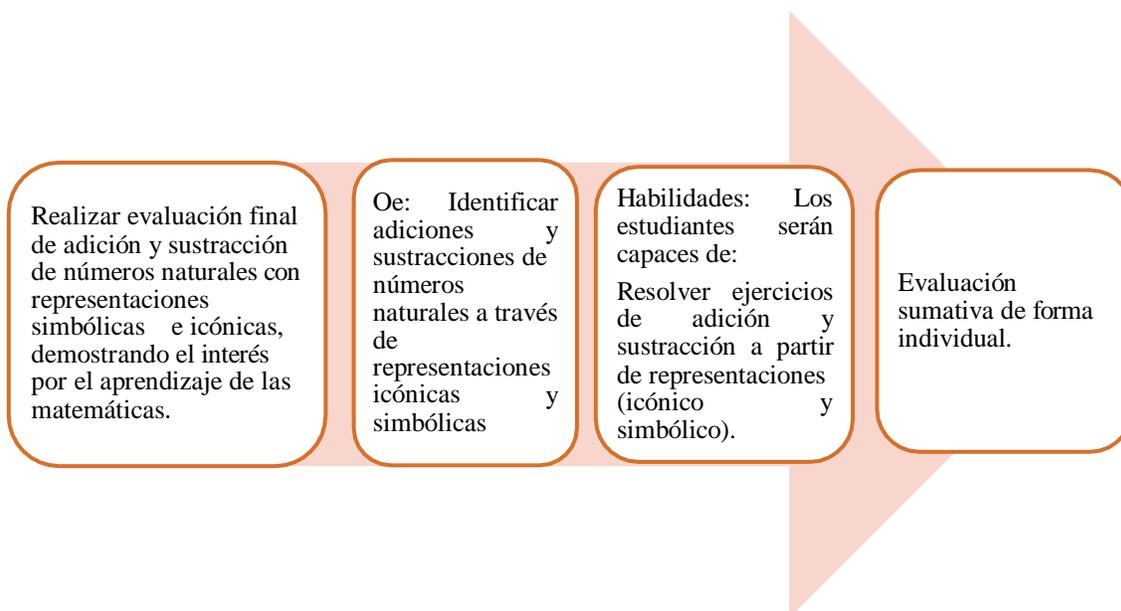 Realizar evaluación final
de adición y sustracción
de números naturales con
representaciones
simbólicas e icónicas,
demostrando el interés
por el aprendizaje de las
matemáticas.
Oe: Identificar
adiciones y
sustracciones de
números
naturales a través
de
representaciones
icónicas y
simbólicas
Habilidades: Los
estudiantes serán
capaces de:
Resolver ejercicios
de adición y
sustracción a partir
de representaciones
(icónico y
simbólico).
Evaluación
sumativa de forma
individual.